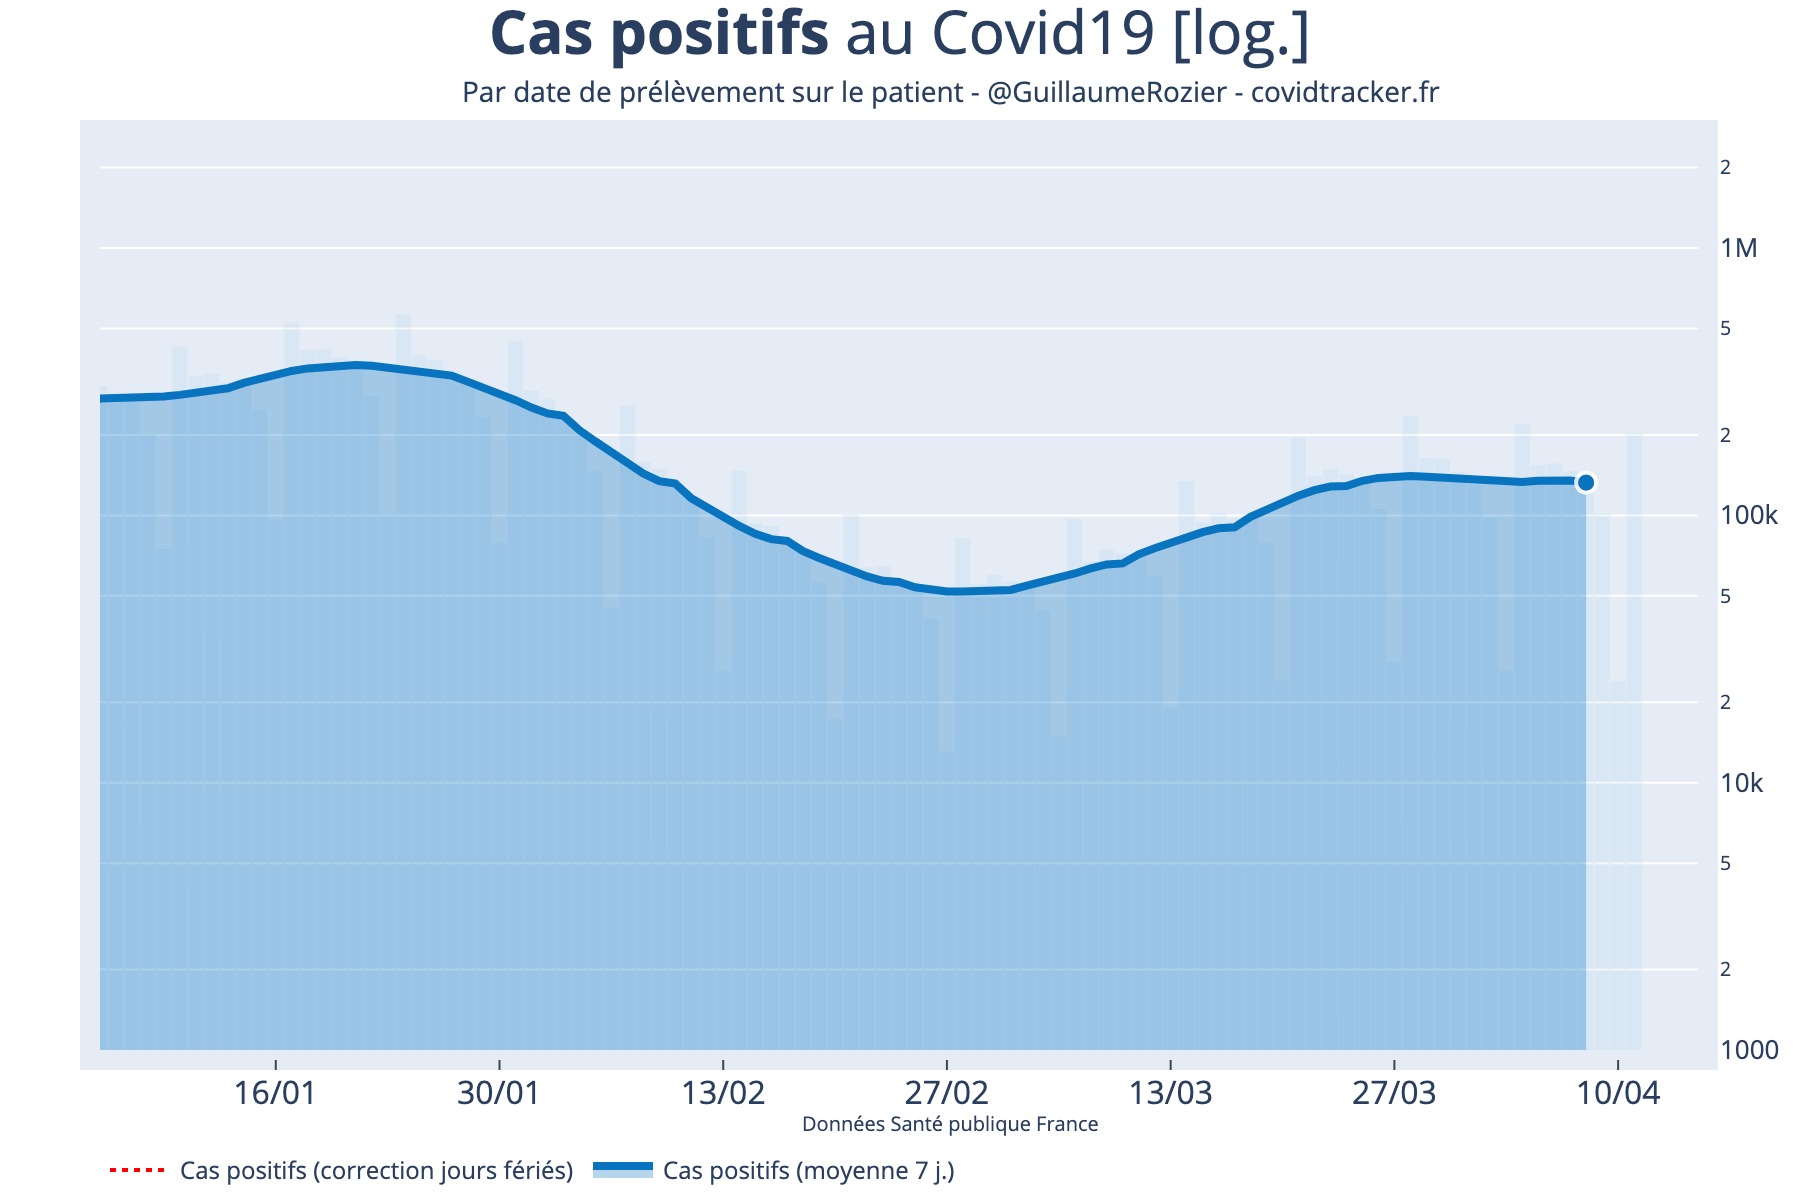 Cas positifs au Covid19 [log.]
Par date de prélèvement sur le patient - @GuillaumeRozier - covidtracker.fr
2
1M
5
2
100k
5
2
10k
5
2
1000
16/01 30/01 13/02 27/02 13/03 27/03 10/04
Données Santé publique France
Cas positifs (correction jours fériés) Cas positifs (moyenne 7 j.)